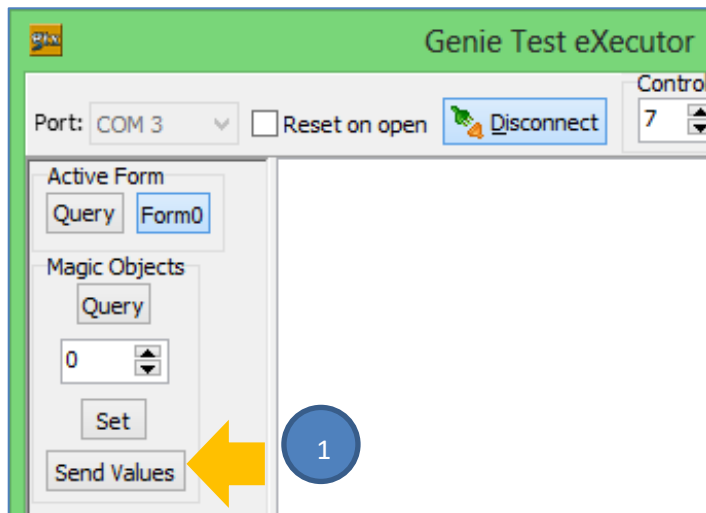 gtx
Genie Test eXecutor
Control
Port: COM 3 Reset on open Disconnect 7
Active Form
Query Form0
Magic Objects
Query
0
Set
1
Send Values